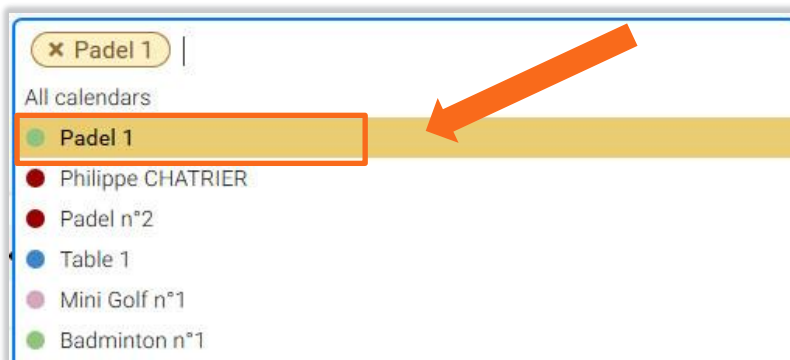 × Padel 1
All calendars
Padel 1
Philippe CHATRIER
Padel n°2
Table 1
Mini Golf n°1
Badminton n°1